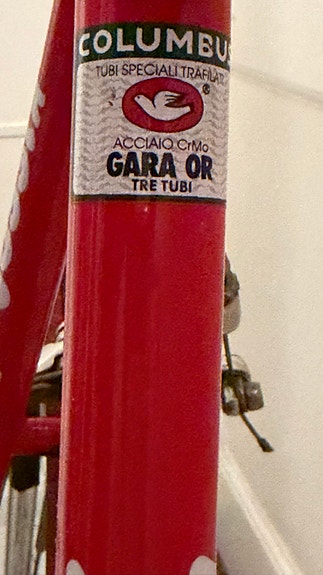 COLUMBUS
TUBI SPECIALI TRAFILATI
®
ACCIAIO CrMo
GARA OR
TRE TUBI